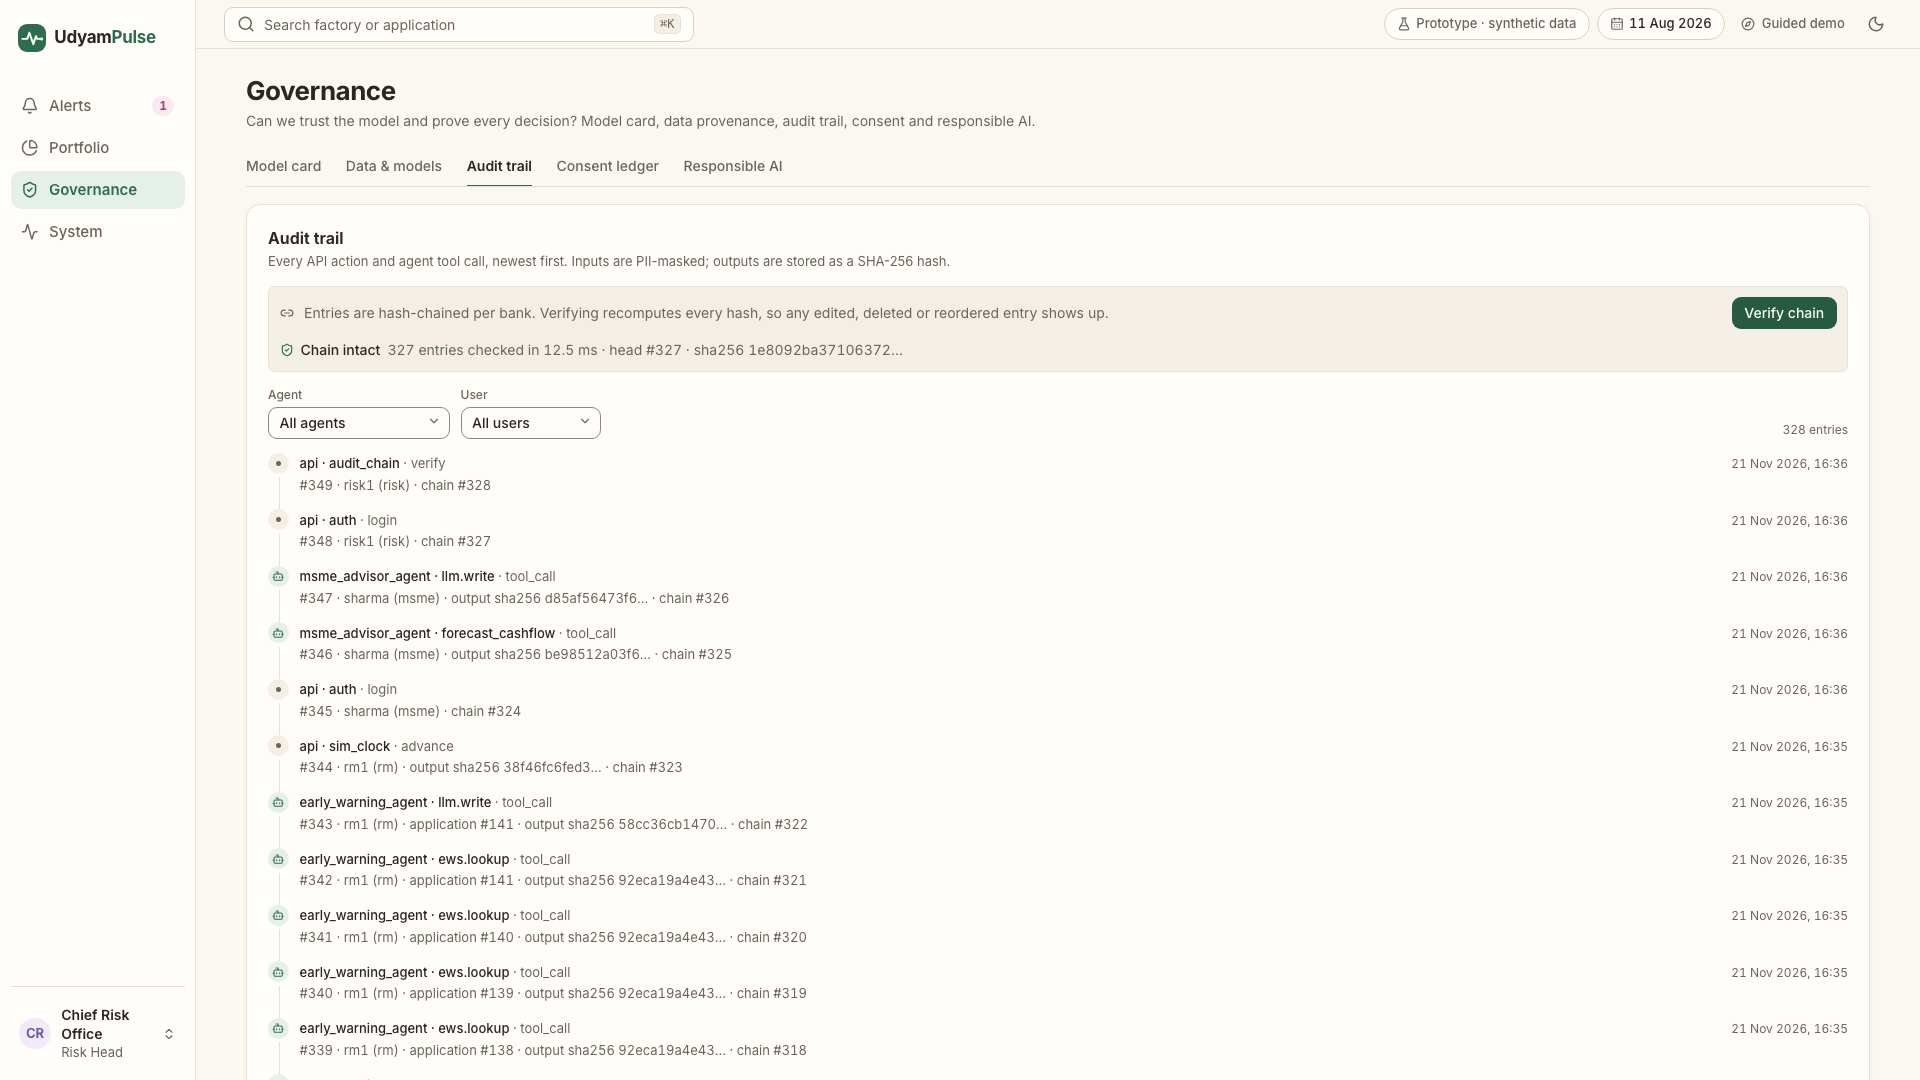 UdyamPulse
Search factory or application
⌘K
Prototype · synthetic data
11 Aug 2026
Guided demo
Alerts
1
Portfolio
Governance
System
Governance
Can we trust the model and prove every decision? Model card, data provenance, audit trail, consent and responsible AI.
Model card
Data & models
Audit trail
Consent ledger
Responsible AI
Audit trail
Every API action and agent tool call, newest first. Inputs are PII-masked; outputs are stored as a SHA-256 hash.
Entries are hash-chained per bank. Verifying recomputes every hash, so any edited, deleted or reordered entry shows up.
Verify chain
Chain intact 327 entries checked in 12.5 ms · head #327 · sha256 1e8092ba37106372…
Agent
User
All agents
All users
328 entries
api · audit_chain · verify
21 Nov 2026, 16:36
#349 · risk1 (risk) · chain #328
api · auth · login
21 Nov 2026, 16:36
#348 · risk1 (risk) · chain #327
msme_advisor_agent · llm.write · tool_call
21 Nov 2026, 16:36
#347 · sharma (msme) · output sha256 d85af56473f6… · chain #326
msme_advisor_agent · forecast_cashflow · tool_call
21 Nov 2026, 16:36
#346 · sharma (msme) · output sha256 be98512a03f6… · chain #325
api · auth · login
21 Nov 2026, 16:36
#345 · sharma (msme) · chain #324
api · sim_clock · advance
21 Nov 2026, 16:35
#344 · rm1 (rm) · output sha256 38f46fc6fed3… · chain #323
early_warning_agent · llm.write · tool_call
21 Nov 2026, 16:35
#343 · rm1 (rm) · application #141 · output sha256 58cc36cb1470… · chain #322
early_warning_agent · ews.lookup · tool_call
21 Nov 2026, 16:35
#342 · rm1 (rm) · application #141 · output sha256 92eca19a4e43… · chain #321
early_warning_agent · ews.lookup · tool_call
21 Nov 2026, 16:35
#341 · rm1 (rm) · application #140 · output sha256 92eca19a4e43… · chain #320
early_warning_agent · ews.lookup · tool_call
21 Nov 2026, 16:35
#340 · rm1 (rm) · application #139 · output sha256 92eca19a4e43… · chain #319
early_warning_agent · ews.lookup · tool_call
21 Nov 2026, 16:35
#339 · rm1 (rm) · application #138 · output sha256 92eca19a4e43… · chain #318
CR
Chief Risk
Office
Risk Head